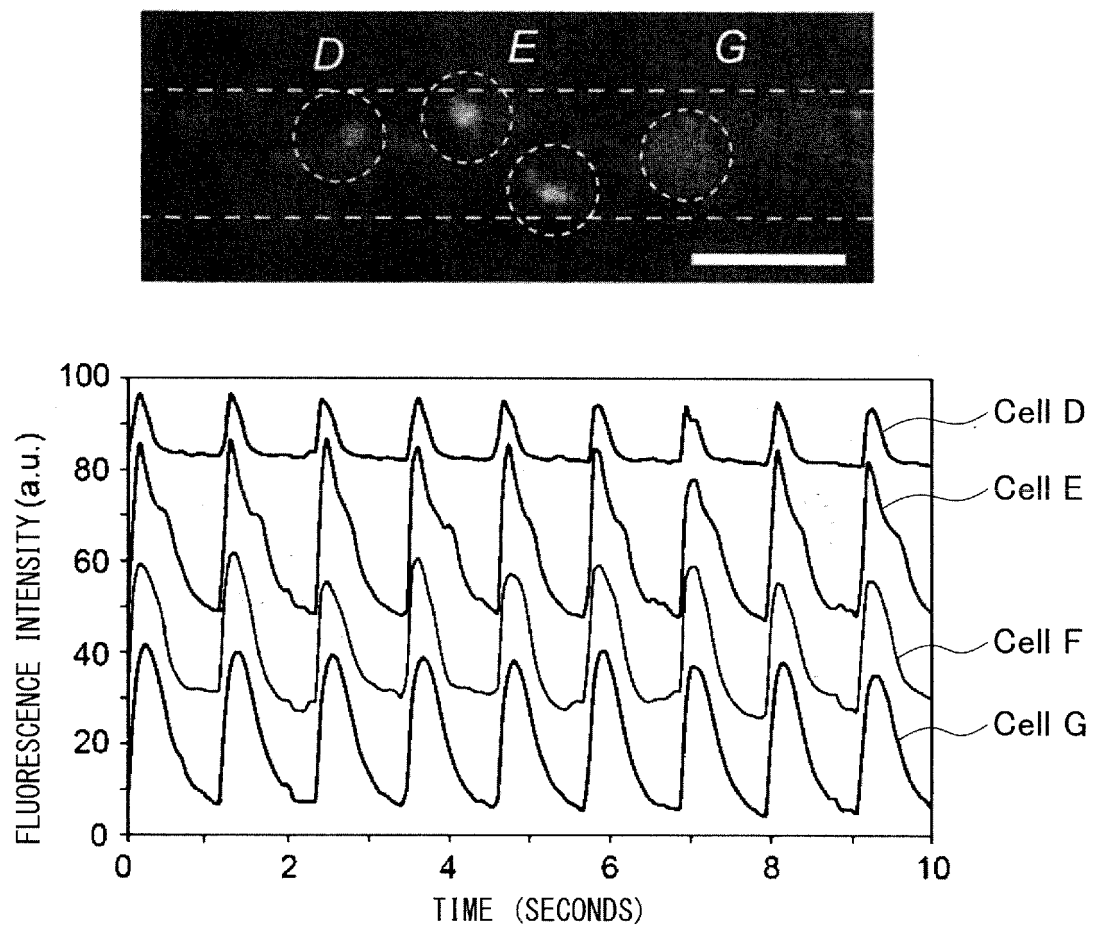 D E G
100
80
60
40
20
0
FLUORESCENCE INTENSITY (a.u.)
Cell D
Cell E
Cell F
Cell G
0 2 4 6 8 10
TIME (SECONDS)